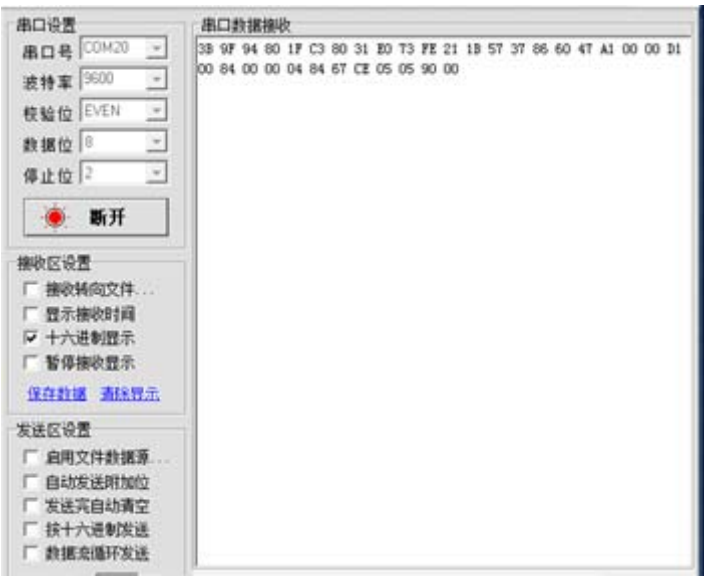 串口设置
串口号 COM20
波特率 9600
校验位 EVEN
数据位 8
停止位 2
断开
接收区设置
接收转向文件...
显示接收时间
十六进制显示
暂停接收显示
保存数据 清除显示
发送区设置
启用文件数据源...
自动发送附加位
发送完自动清空
按十六进制发送
数据流循环发送
串口数据接收
3B 9F 94 80 1F C3 80 31 E0 73 FE 21 1B 57 37 86 60 47 A1 00 00 D1
00 84 00 00 04 84 67 CE 05 05 90 00